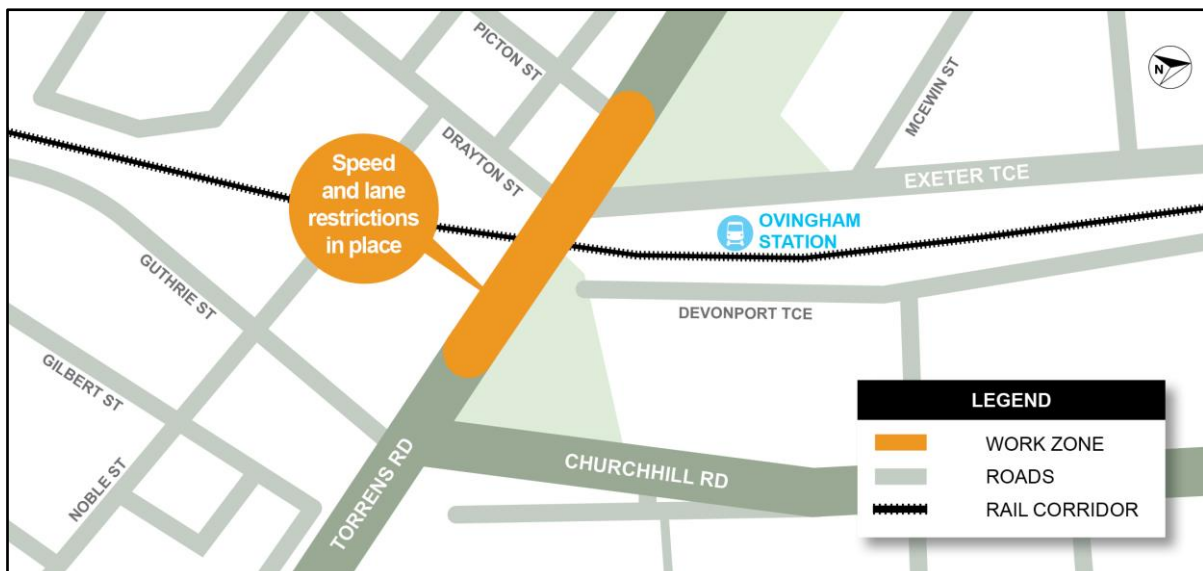 PICTON ST
MCEWIN ST
N
Speed
and lane
restrictions
in place
DRAYTON ST
EXETER TCE
OVINGHAM
STATION
GUTHRIE ST
DEVONPORT TCE
GILBERT ST
NOBLE ST
TORRENS RD
CHURCHHILL RD
LEGEND
WORK ZONE
ROADS
RAIL CORRIDOR